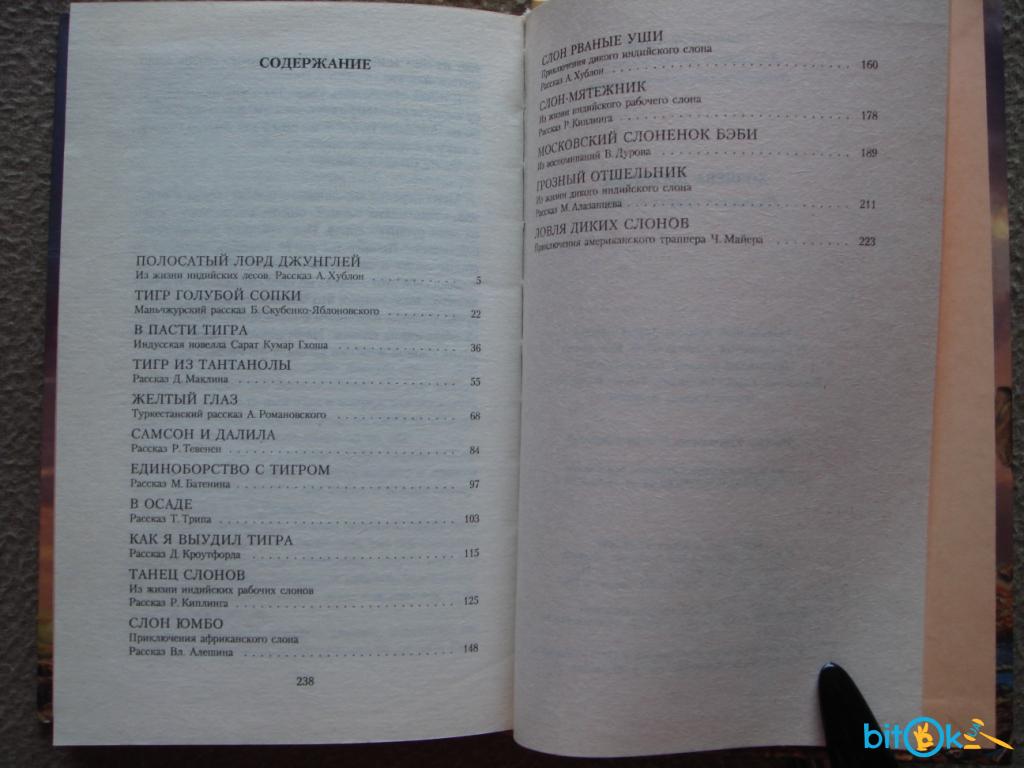 СОДЕРЖАНИЕ
ПОЛОСАТЫЙ ЛОРД ДЖУНГЛЕЙ
Из жизни индийских лесов. Рассказ А. Хублон . . . 5
ТИГР ГОЛУБОЙ СОПКИ
Маньчжурский рассказ Б. Скубенко-Яблоновского . . . 22
В ПАСТИ ТИГРА
Индусская новелла Сарат Кумар Гхоша . . . 36
ТИГР ИЗ ТАНТАНОЛЫ
Рассказ Д. Маклина . . . 55
ЖЕЛТЫЙ ГЛАЗ
Туркестанский рассказ А. Романовского . . . 68
САМСОН И ДАЛИЛА
Рассказ Р. Тевенен . . . 84
ЕДИНОБОРСТВО С ТИГРОМ
Рассказ М. Батенина . . . 97
В ОСАДЕ
Рассказ Т. Трипа . . . 103
КАК Я ВЫУДИЛ ТИГРА
Рассказ Д. Кроутфорда . . . 115
ТАНЕЦ СЛОНОВ
Из жизни индийских рабочих слонов
Рассказ Р. Киплинга . . . 125
СЛОН ЮМБО
Приключения африканского слона
Рассказ Вл. Алешина . . . 148
238
СЛОН РВАНЫЕ УШИ
Приключения дикого индийского слона
Рассказ А. Хублон . . . 160
СЛОН-МЯТЕЖНИК
Из жизни индийского рабочего слона
Рассказ Р. Киплинга . . . 178
МОСКОВСКИЙ СЛОНЕНОК БЭБИ
Из воспоминаний В. Дурова . . . 189
ГРОЗНЫЙ ОТШЕЛЬНИК
Из жизни дикого индийского слона
Рассказ М. Алазанцева . . . 211
ЛОВЛЯ ДИКИХ СЛОНОВ
Приключения американского траппера Ч. Майера . . . 223
bitOk